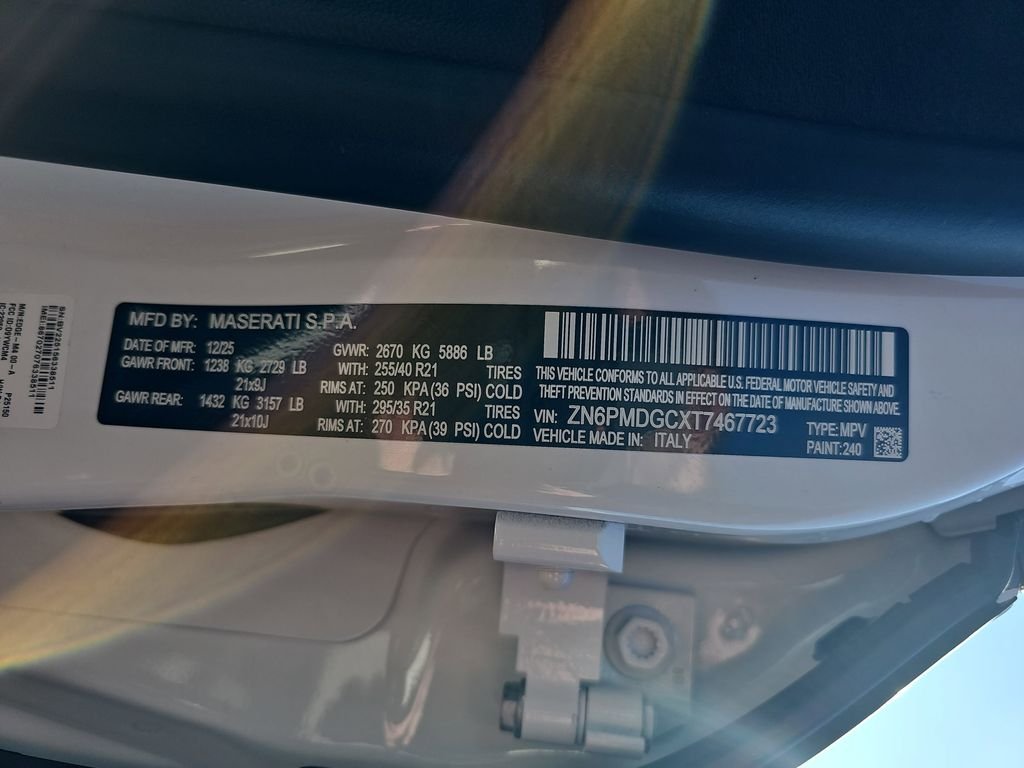 MFD BY: MASERATI S.P.A.
DATE OF MFR: 12/25
GAWR FRONT: 1238 KG 2729 LB
21x9J
GAWR REAR: 1432 KG 3157 LB
21x10J
GVWR: 2670 KG 5886 LB
WITH: 255/40 R21 TIRES
RIMS AT: 250 KPA (36 PSI) COLD
WITH: 295/35 R21 TIRES
RIMS AT: 270 KPA (39 PSI) COLD
THIS VEHICLE CONFORMS TO ALL APPLICABLE U.S. FEDERAL MOTOR VEHICLE SAFETY AND
THEFT PREVENTION STANDARDS IN EFFECT ON THE DATE OF MANUFACTURE SHOWN ABOVE.
VIN: ZN6PMDGCXT7467723
VEHICLE MADE IN: ITALY
TYPE: MPV
PAINT: 240